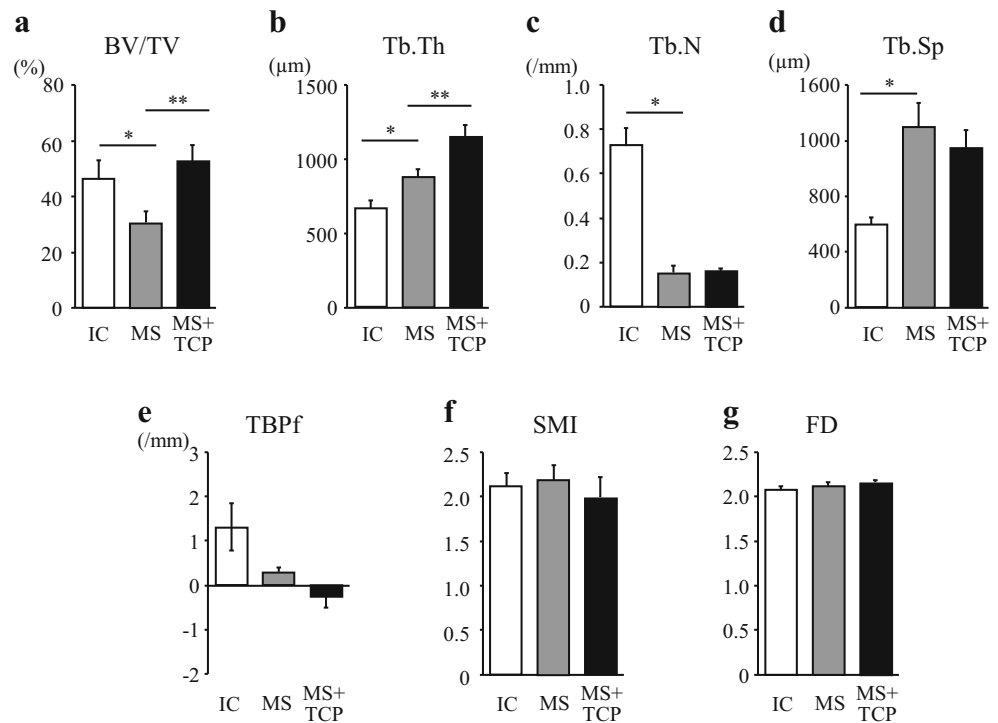 a
BV/TV
(%)
80
60
40
20
0
*
**
IC
MS
MS+
TCP
b
Tb.Th
(μm)
1500
1000
500
0
*
**
IC
MS
MS+
TCP
c
Tb.N
(/mm)
1.0
0.8
0.6
0.4
0.2
0
*
IC
MS
MS+
TCP
d
Tb.Sp
(μm)
1600
1000
800
400
0
*
IC
MS
MS+
TCP
e
TBPf
(/mm)
3
2
1
0
-1
-2
IC
MS
MS+
TCP
f
SMI
2.5
2.0
1.5
1.0
0.5
0
IC
MS
MS+
TCP
g
FD
2.5
2.0
1.5
1.0
0.5
0
IC
MS
MS+
TCP